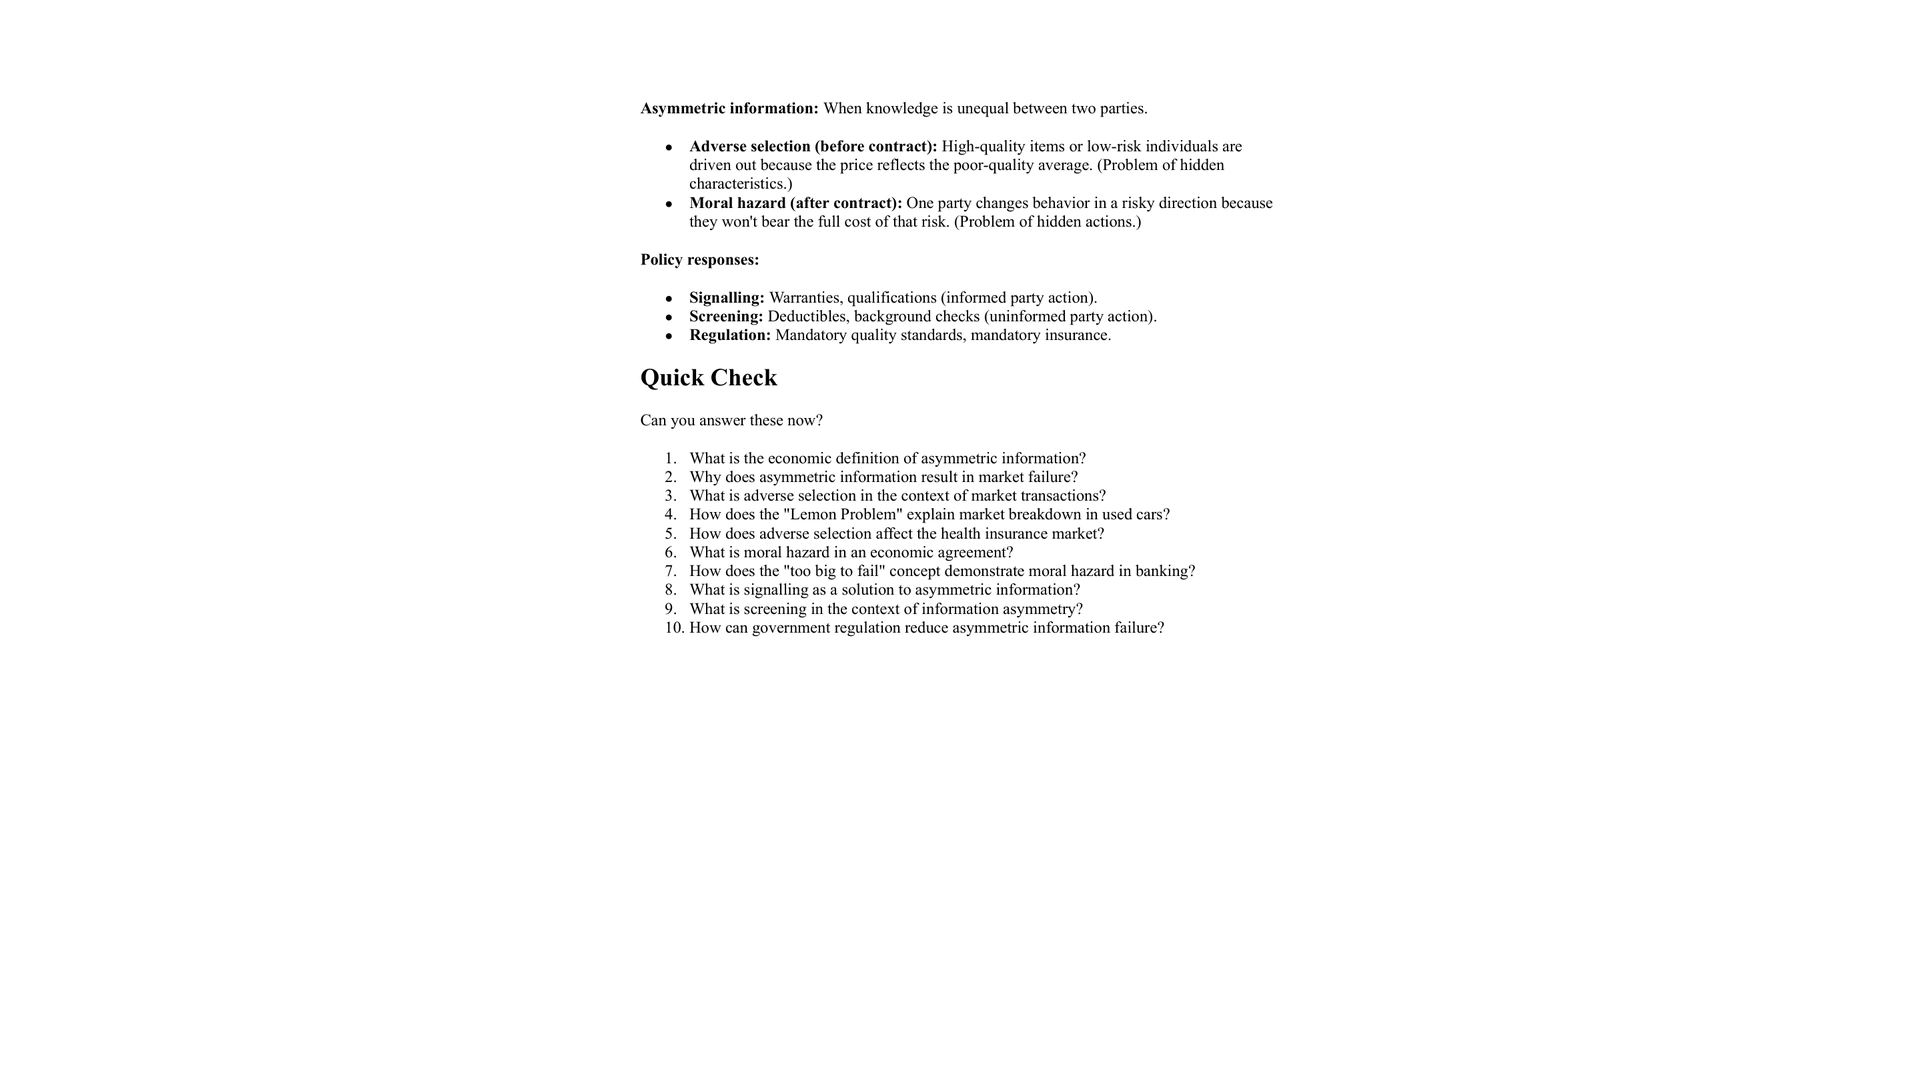 Asymmetric information: When knowledge is unequal between two parties.
• Adverse selection (before contract): High-quality items or low-risk individuals are
driven out because the price reflects the poor-quality average. (Problem of hidden
characteristics.)
• Moral hazard (after contract): One party changes behavior in a risky direction because
they won't bear the full cost of that risk. (Problem of hidden actions.)
Policy responses:
• Signalling: Warranties, qualifications (informed party action).
• Screening: Deductibles, background checks (uninformed party action).
• Regulation: Mandatory quality standards, mandatory insurance.
Quick Check
Can you answer these now?
1. What is the economic definition of asymmetric information?
2. Why does asymmetric information result in market failure?
3. What is adverse selection in the context of market transactions?
4. How does the "Lemon Problem" explain market breakdown in used cars?
5. How does adverse selection affect the health insurance market?
6. What is moral hazard in an economic agreement?
7. How does the "too big to fail" concept demonstrate moral hazard in banking?
8. What is signalling as a solution to asymmetric information?
9. What is screening in the context of information asymmetry?
10. How can government regulation reduce asymmetric information failure?